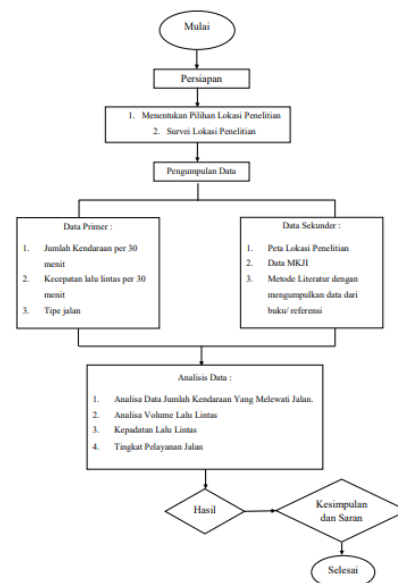 Mulai
Persiapan
1. Menentukan Pilihan Lokasi Penelitian
2. Survei Lokasi Penelitian
Pengumpulan Data
Data Primer :
1. Jumlah Kendaraan per 30
menit
2. Kecepatan lalu lintas per 30
menit
3. Tipe jalan
Data Sekunder :
1. Peta Lokasi Penelitian
2. Data MKJI
3. Metode Literatur dengan
mengumpulkan data dari
buku/ referensi
Analisis Data :
1. Analisa Data Jumlah Kendaraan Yang Melewati Jalan.
2. Analisa Volume Lalu Lintas
3. Kepadatan Lalu Lintas
4. Tingkat Pelayanan Jalan
Hasil
Kesimpulan
dan Saran
Selesai